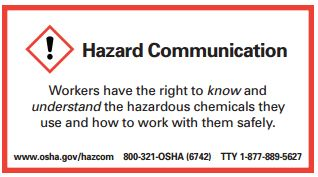 Hazard Communication
Workers have the right to know and
understand the hazardous chemicals they
use and how to work with them safely.
www.osha.gov/hazcom 800-321-OSHA (6742) TTY 1-877-889-5627